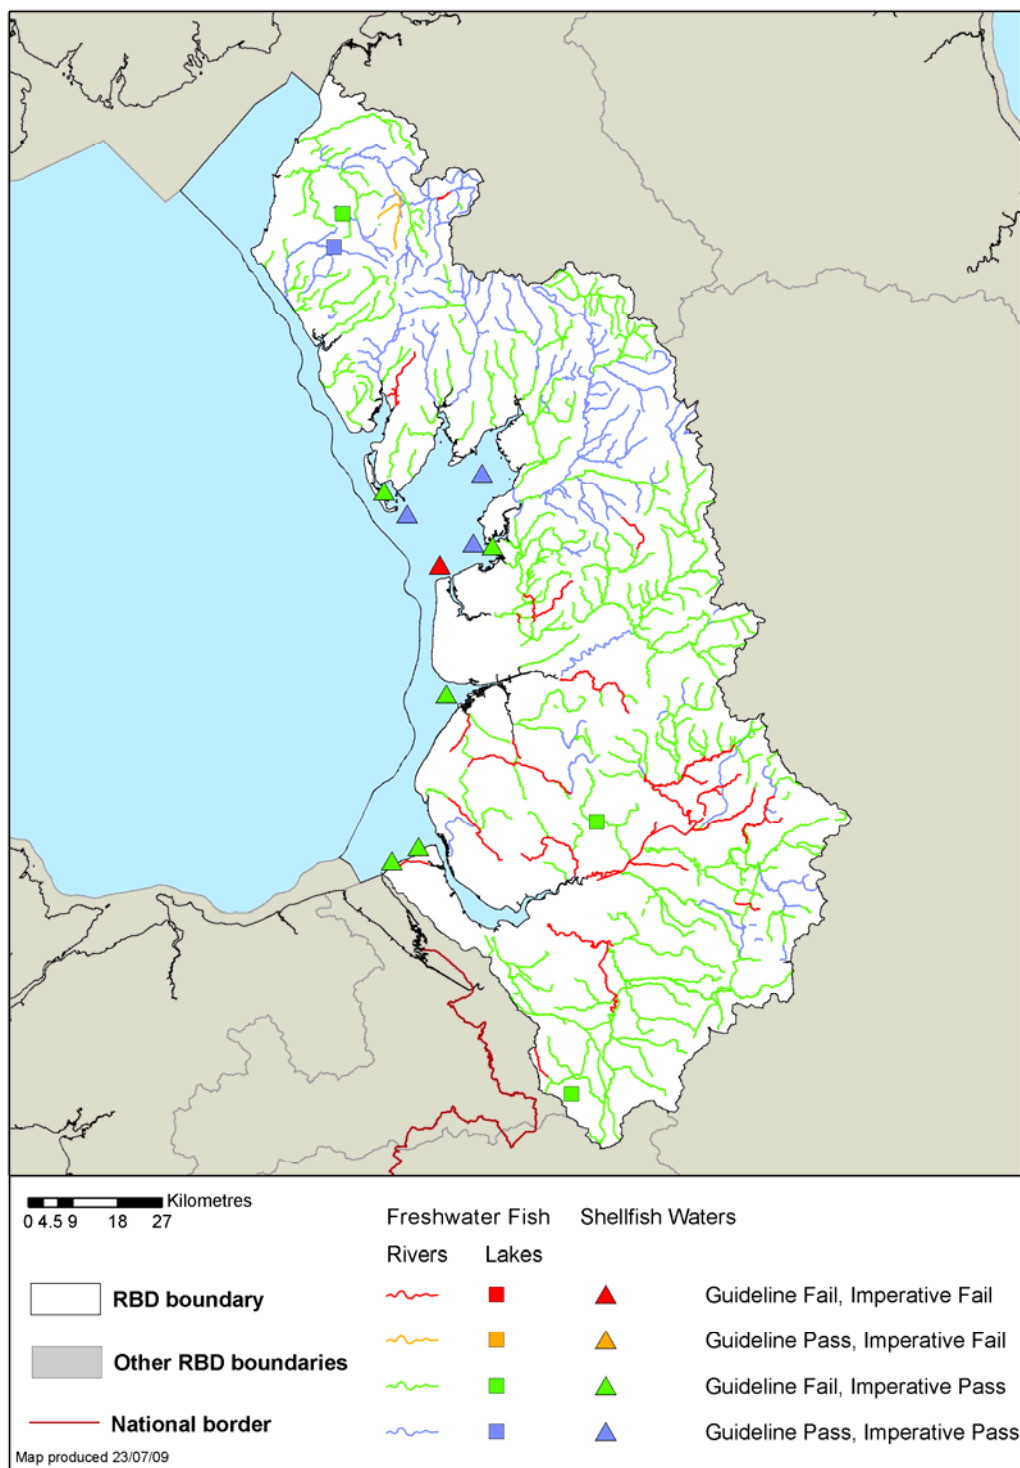 Kilometres
0 4.5 9 18 27
Freshwater Fish Shellfish Waters
Rivers Lakes
RBD boundary
Other RBD boundaries
National border
Guideline Fail, Imperative Fail
Guideline Pass, Imperative Fail
Guideline Fail, Imperative Pass
Guideline Pass, Imperative Pass
Map produced 23/07/09